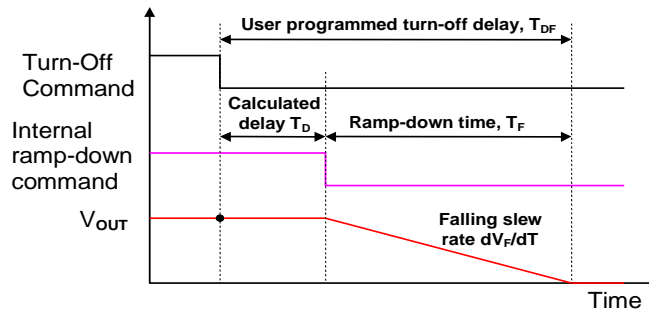 User programmed turn-off delay, TDF
Turn-Off
Command
Calculated
delay TD
Ramp-down time, TF
Internal
ramp-down
command
VOUT
Falling slew
rate dVF/dT
Time